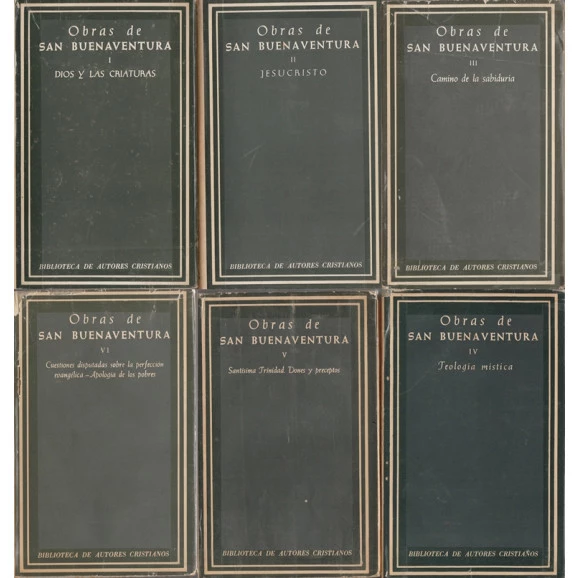 Obras de
SAN BUENAVENTURA
I
DIOS Y LAS CRIATURAS
BIBLIOTECA DE AUTORES CRISTIANOS
Obras de
SAN BUENAVENTURA
II
JESUCRISTO
BIBLIOTECA DE AUTORES CRISTIANOS
Obras de
SAN BUENAVENTURA
III
Camino de la sabiduría
BIBLIOTECA DE AUTORES CRISTIANOS
Obras de
SAN BUENAVENTURA
VI
Cuestiones disputadas sobre la perfección
evangélica—Apología de los pobres
BIBLIOTECA DE AUTORES CRISTIANOS
Obras de
SAN BUENAVENTURA
V
Santísima Trinidad Dones y preceptos
BIBLIOTECA DE AUTORES CRISTIANOS
Obras de
SAN BUENAVENTURA
IV
Teología mística
BIBLIOTECA DE AUTORES CRISTIANOS